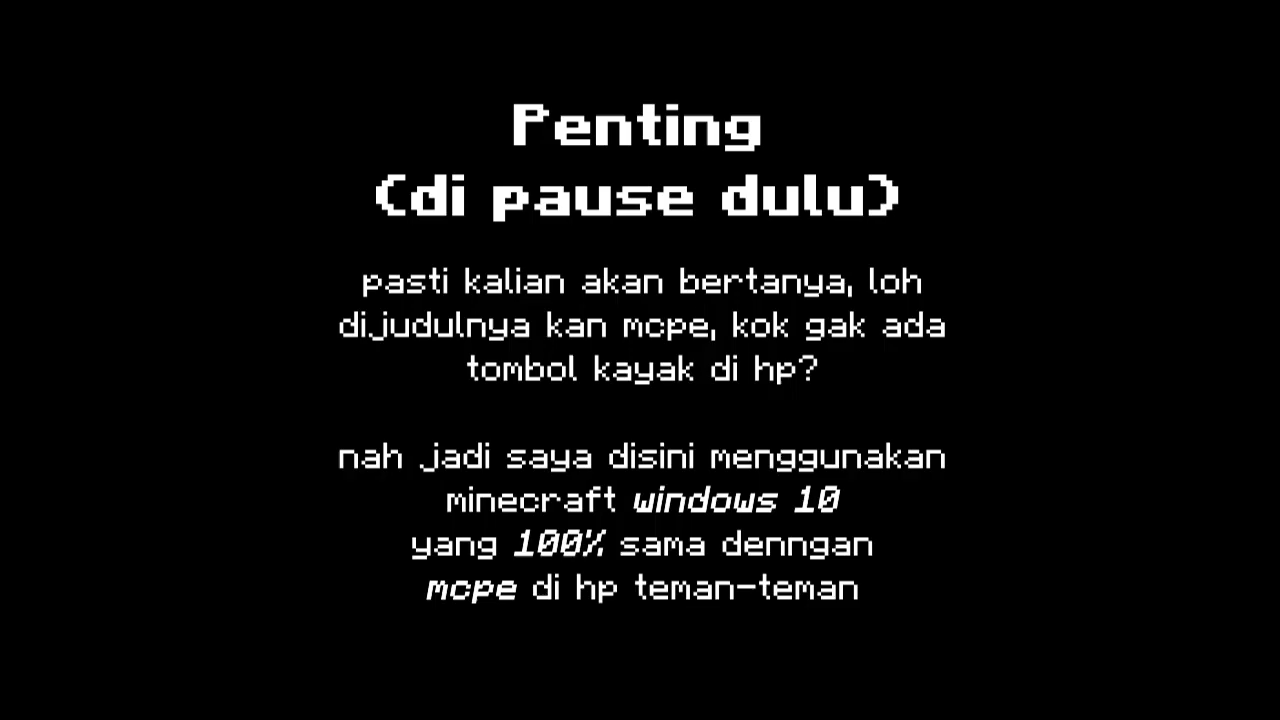 Penting
(di pause dulu)
pasti kalian akan bertanya, loh
dijudulnya kan mcpe, kok gak ada
tombol kayak di hp?
nah jadi saya disini menggunakan
minecraft windows 10
yang 100% sama denngan
mcpe di hp teman-teman